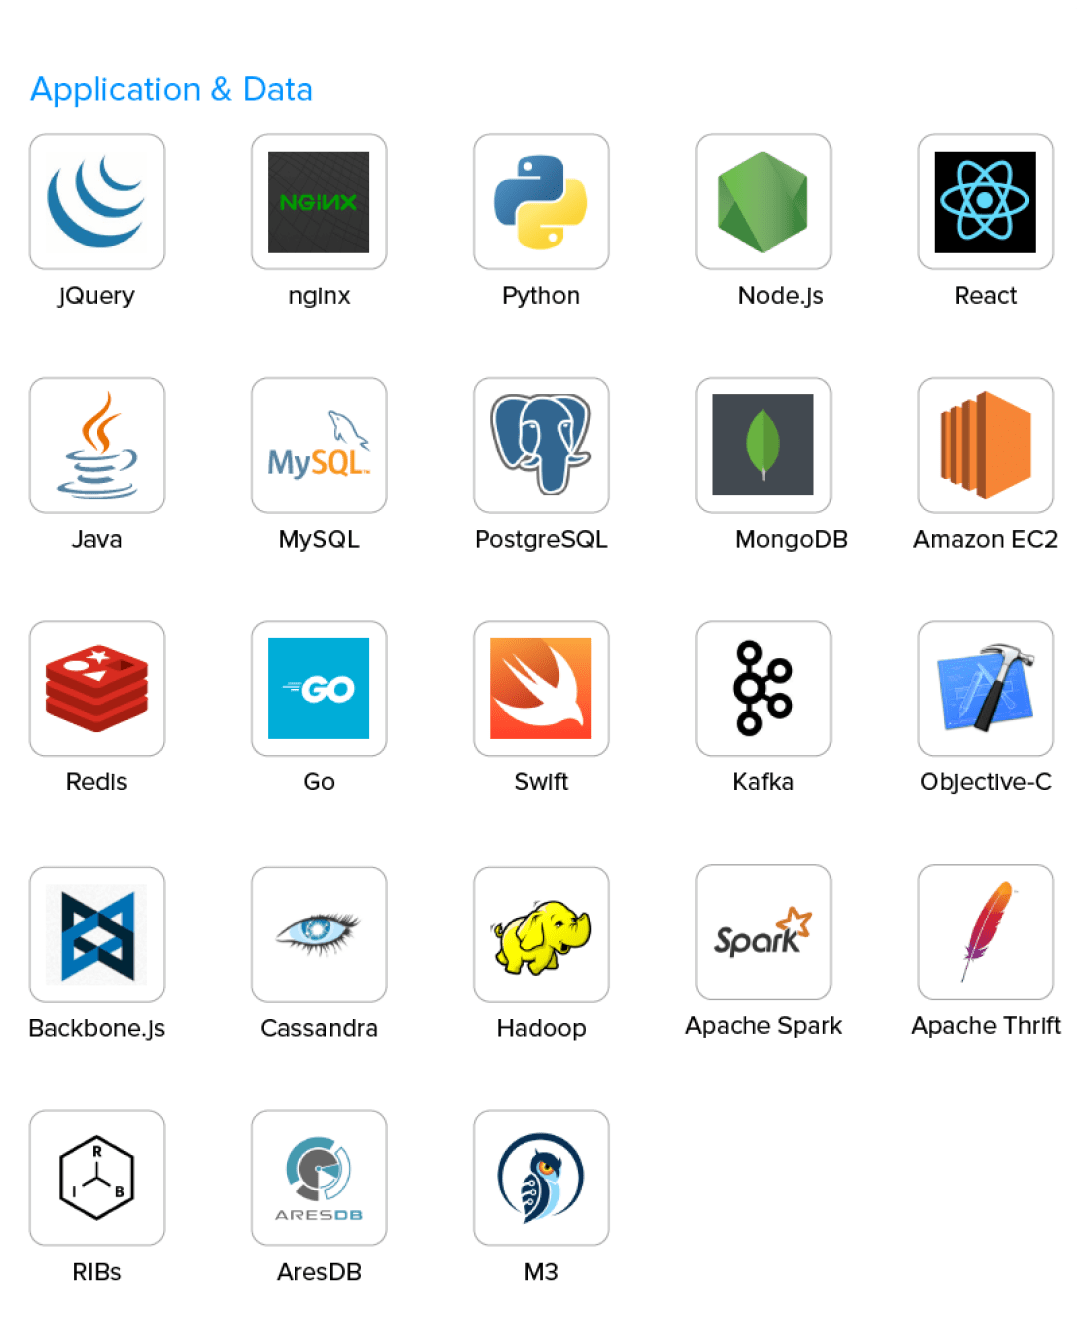 Application & Data
NGINX
jQuery
nginx
Python
Node.js
React
MySQL™
Java
MySQL
PostgreSQL
MongoDB
Amazon EC2
GO
Redis
Go
Swift
Kafka
Objective-C
Spark
Backbone.js
Cassandra
Hadoop
Apache Spark
Apache Thrift
R
I B
ARESDB
RIBs
AresDB
M3